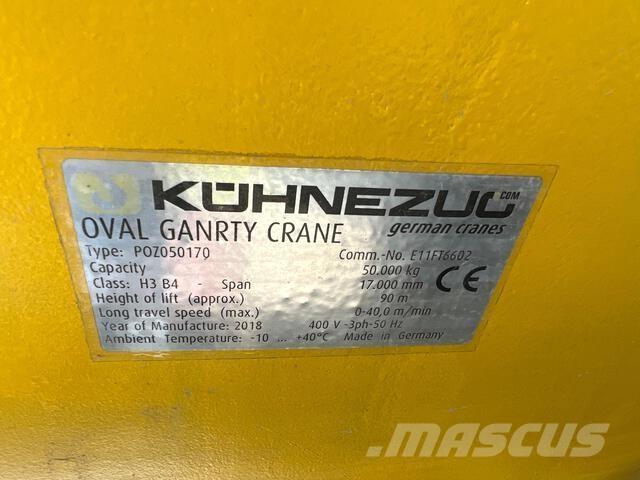 KÜHNEZUG.COM
german cranes
OVAL GANRTY CRANE
Type: POZ050170 Comm.-No. E11FT6602
Capacity 50.000 kg
Class: H3 B4 - Span 17.000 mm
Height of lift (approx.) 90 m
Long travel speed (max.) 0-40,0 m/min
Year of Manufacture: 2018 400 V -3ph-50 Hz
Ambient Temperature: -10 ... +40°C Made in Germany
CE
MASCUS